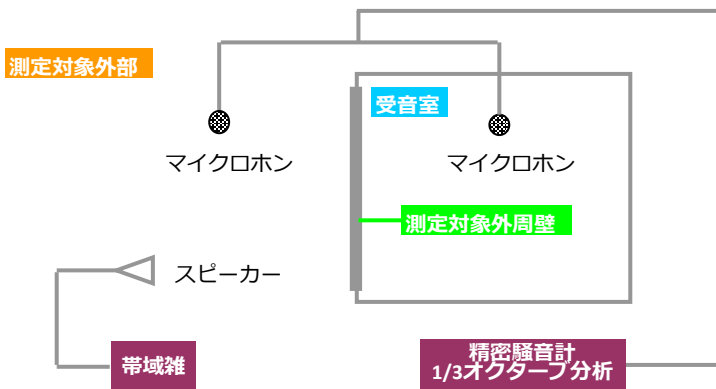 測定対象外部
受音室
マイクロホン
マイクロホン
測定対象外周壁
スピーカー
帯域雑
精密騒音計
1/3オクターブ分析